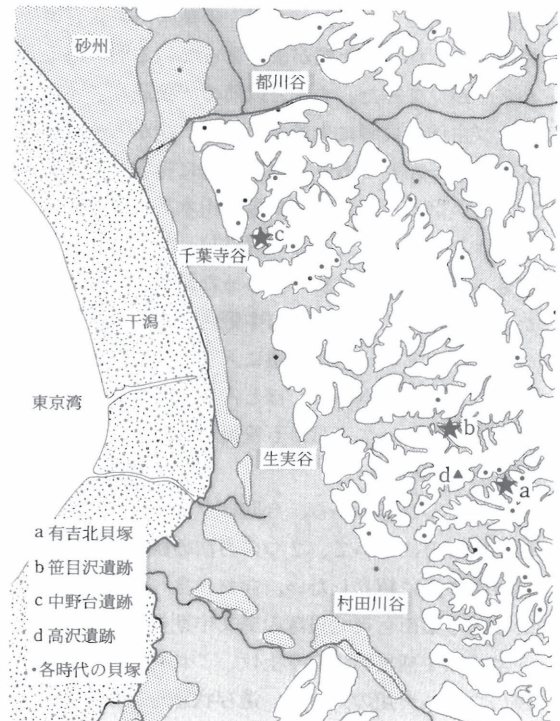 砂州
都川谷
c
千葉寺谷
干潟
東京湾
b
生実谷
d
a
a 有吉北貝塚
b 笹目沢遺跡
c 中野台遺跡
d 高沢遺跡
・各時代の貝塚
村田川谷